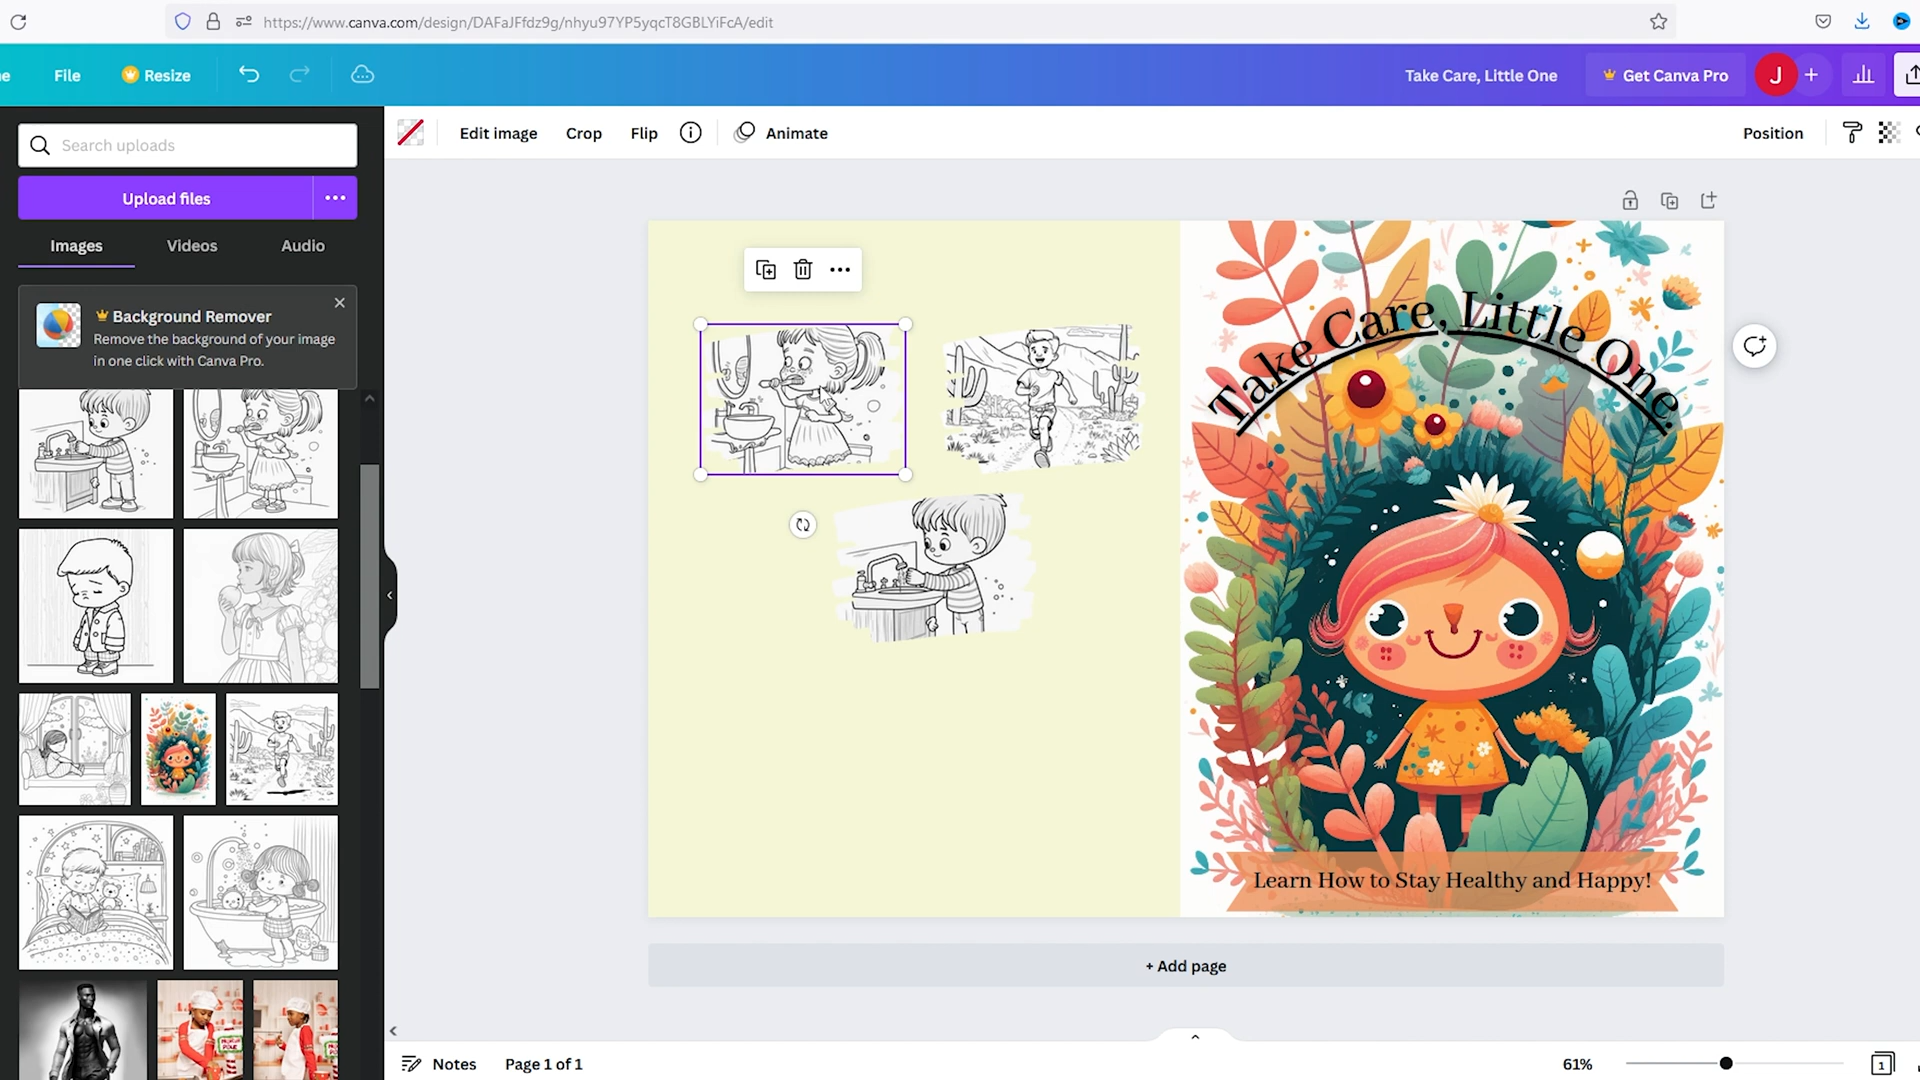 https://www.canva.com/design/DAFaJFfdz9g/nhyu97YP5yqcT8GBLYiFcA/edit
File
Resize
Take Care, Little One
Get Canva Pro
J
Search uploads
Edit image
Crop
Flip
Animate
Position
Upload files
Images
Videos
Audio
Background Remover
Remove the background of your image
in one click with Canva Pro.
Take Care, Little One.
Learn How to Stay Healthy and Happy!
+ Add page
Notes
Page 1 of 1
61%
1